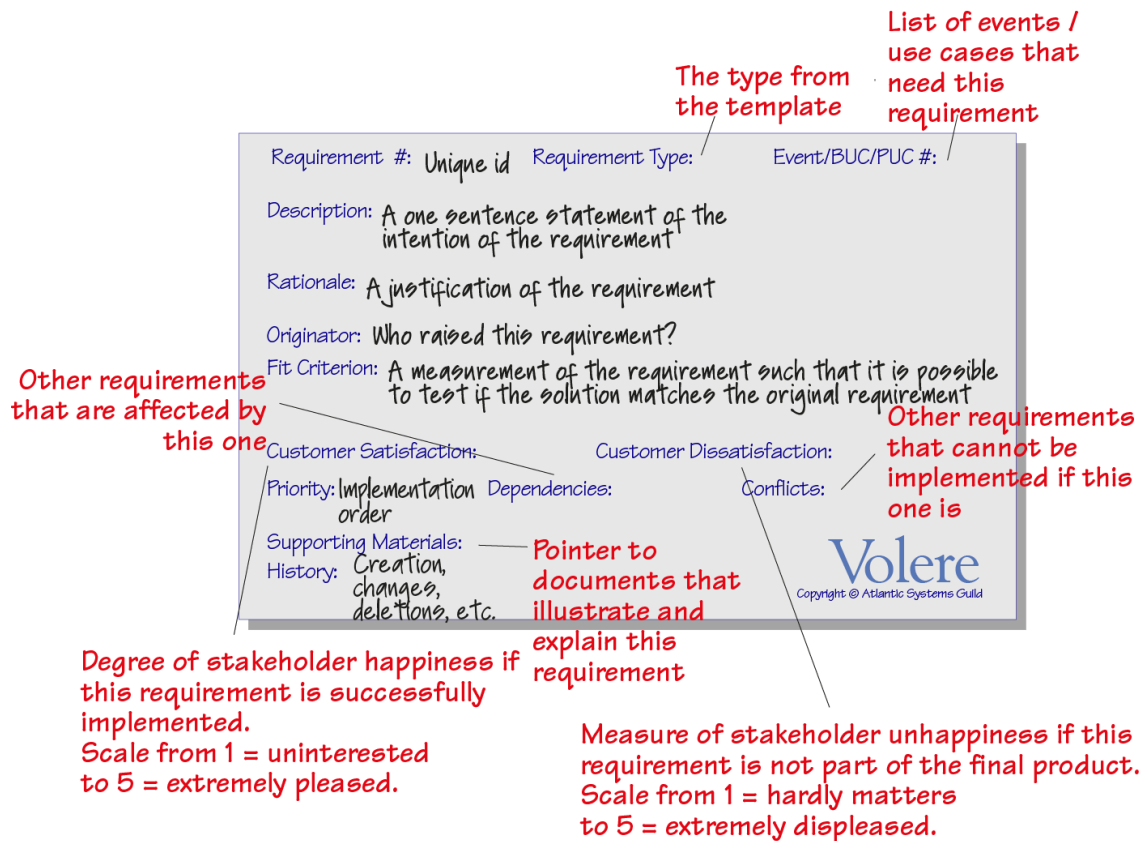 List of events /
use cases that
need this
requirement
The type from
the template
Requirement #: Unique id Requirement Type: Event/BUC/PUC #:
Description: A one sentence statement of the
intention of the requirement
Rationale: A justification of the requirement
Originator: Who raised this requirement?
Fit Criterion: A measurement of the requirement such that it is possible
to test if the solution matches the original requirement
Other requirements
that are affected by
this one
Other requirements
that cannot be
implemented if this
one is
Customer Satisfaction: Customer Dissatisfaction:
Priority: Implementation
order
Dependencies: Conflicts:
Supporting Materials:
History: Creation,
changes,
deletions, etc.
Pointer to
documents that
illustrate and
explain this
requirement
Volere
Copyright © Atlantic Systems Guild
Degree of stakeholder happiness if
this requirement is successfully
implemented.
Scale from 1 = uninterested
to 5 = extremely pleased.
Measure of stakeholder unhappiness if this
requirement is not part of the final product.
Scale from 1 = hardly matters
to 5 = extremely displeased.